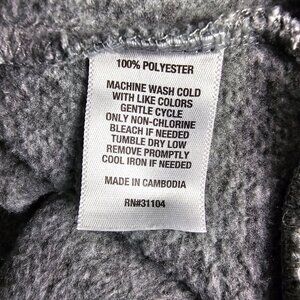 100% POLYESTER
MACHINE WASH COLD
WITH LIKE COLORS
GENTLE CYCLE
ONLY NON-CHLORINE
BLEACH IF NEEDED
TUMBLE DRY LOW
REMOVE PROMPTLY
COOL IRON IF NEEDED
MADE IN CAMBODIA
RN#31104